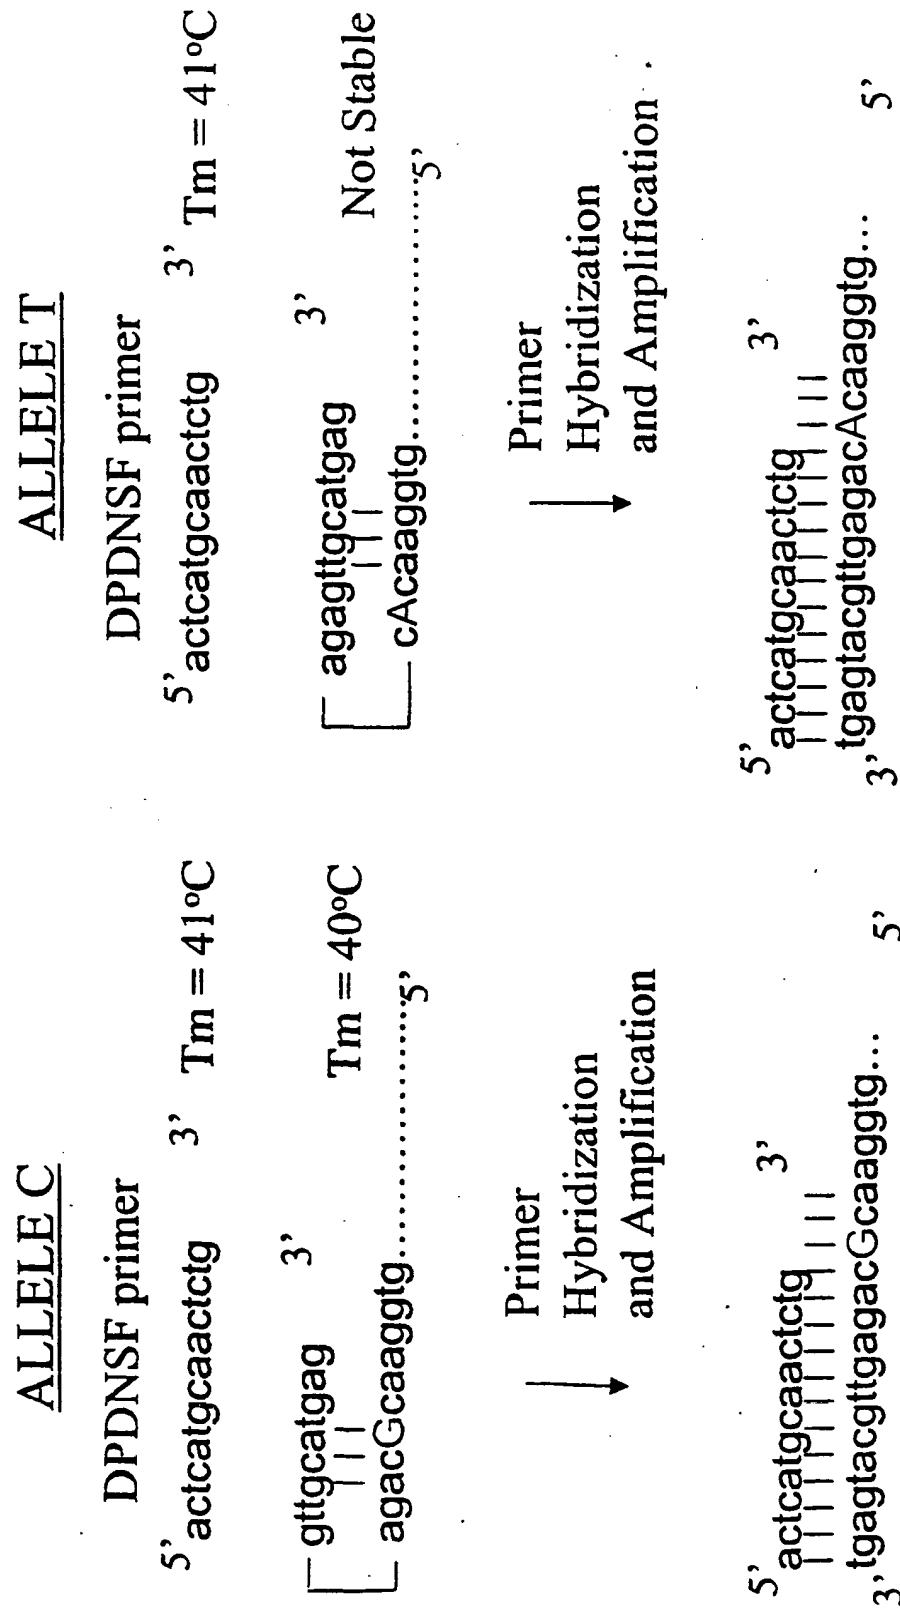 ALLELE C
DPDNSF primer
5' actcatgcaactctg 3' Tm = 41°C
gttgcatgag 3'
Tm = 40°C
agacGcaaggtg 5'
Primer
Hybridization
and Amplification
5' actcatgcaactctg 3'
3' tgagtacgttgagacGcaaggtg... 5'
ALLELE T
DPDNSF primer
5' actcatgcaactctg 3' Tm = 41°C
agagttgcatgag 3'
Not Stable
cAcaaggtg 5'
Primer
Hybridization
and Amplification
5' actcatgcaactctg 3'
3' tgagtacgttgagacAcaaggtg... 5'